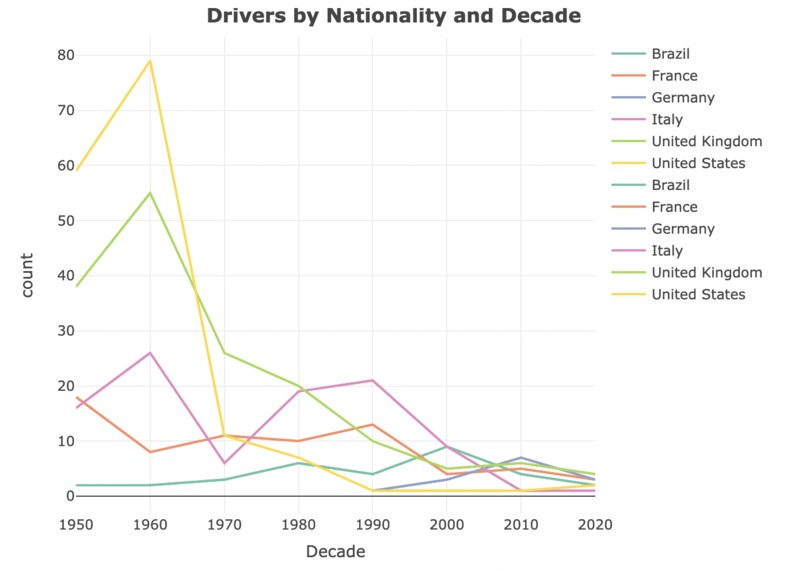 Drivers by Nationality and Decade
80
70
60
50
40
30
20
10
0
count
1950 1960 1970 1980 1990 2000 2010 2020
Decade
Brazil
France
Germany
Italy
United Kingdom
United States
Brazil
France
Germany
Italy
United Kingdom
United States